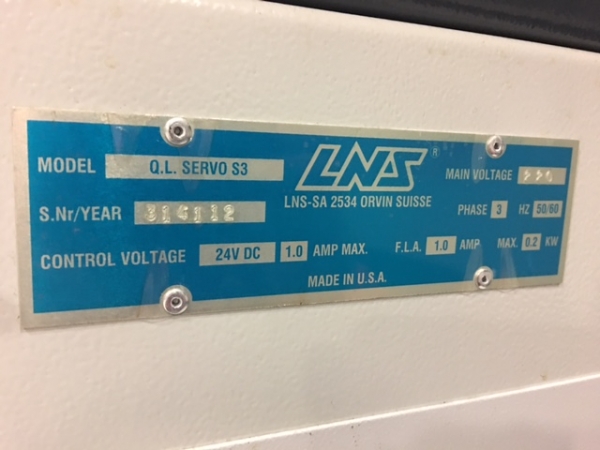 MODEL Q.L. SERVO S3 LNS ® MAIN VOLTAGE
S.Nr/YEAR LNS-SA 2534 ORVIN SUISSE PHASE 3 HZ 50/60
CONTROL VOLTAGE 24V DC 1.0 AMP MAX. F.L.A. 1.0 AMP MAX. 0.2 KW
MADE IN U.S.A.